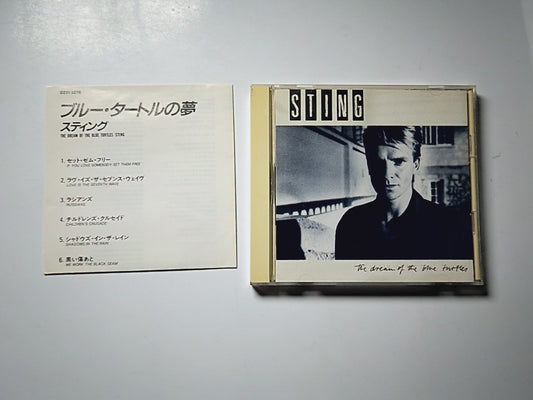 ブルー・タートルの夢
スティング
THE DREAM OF THE BLUE TURTLES STING
1. セット・ゼム・フリー
IF YOU LOVE SOMEBODY SET THEM FREE
2. ラヴ・イズ・ザ・セブンス・ウェイヴ
LOVE IS THE SEVENTH WAVE
3. ラシアンズ
RUSSIANS
4. チルドレンズ・クルセイド
CHILDREN'S CRUSADE
5. シャドウズ・イン・ザ・レイン
SHADOWS IN THE RAIN
6. 黒い傷あと
WE WORK THE BLACK SEAM
STING
the dream of the blue turtles